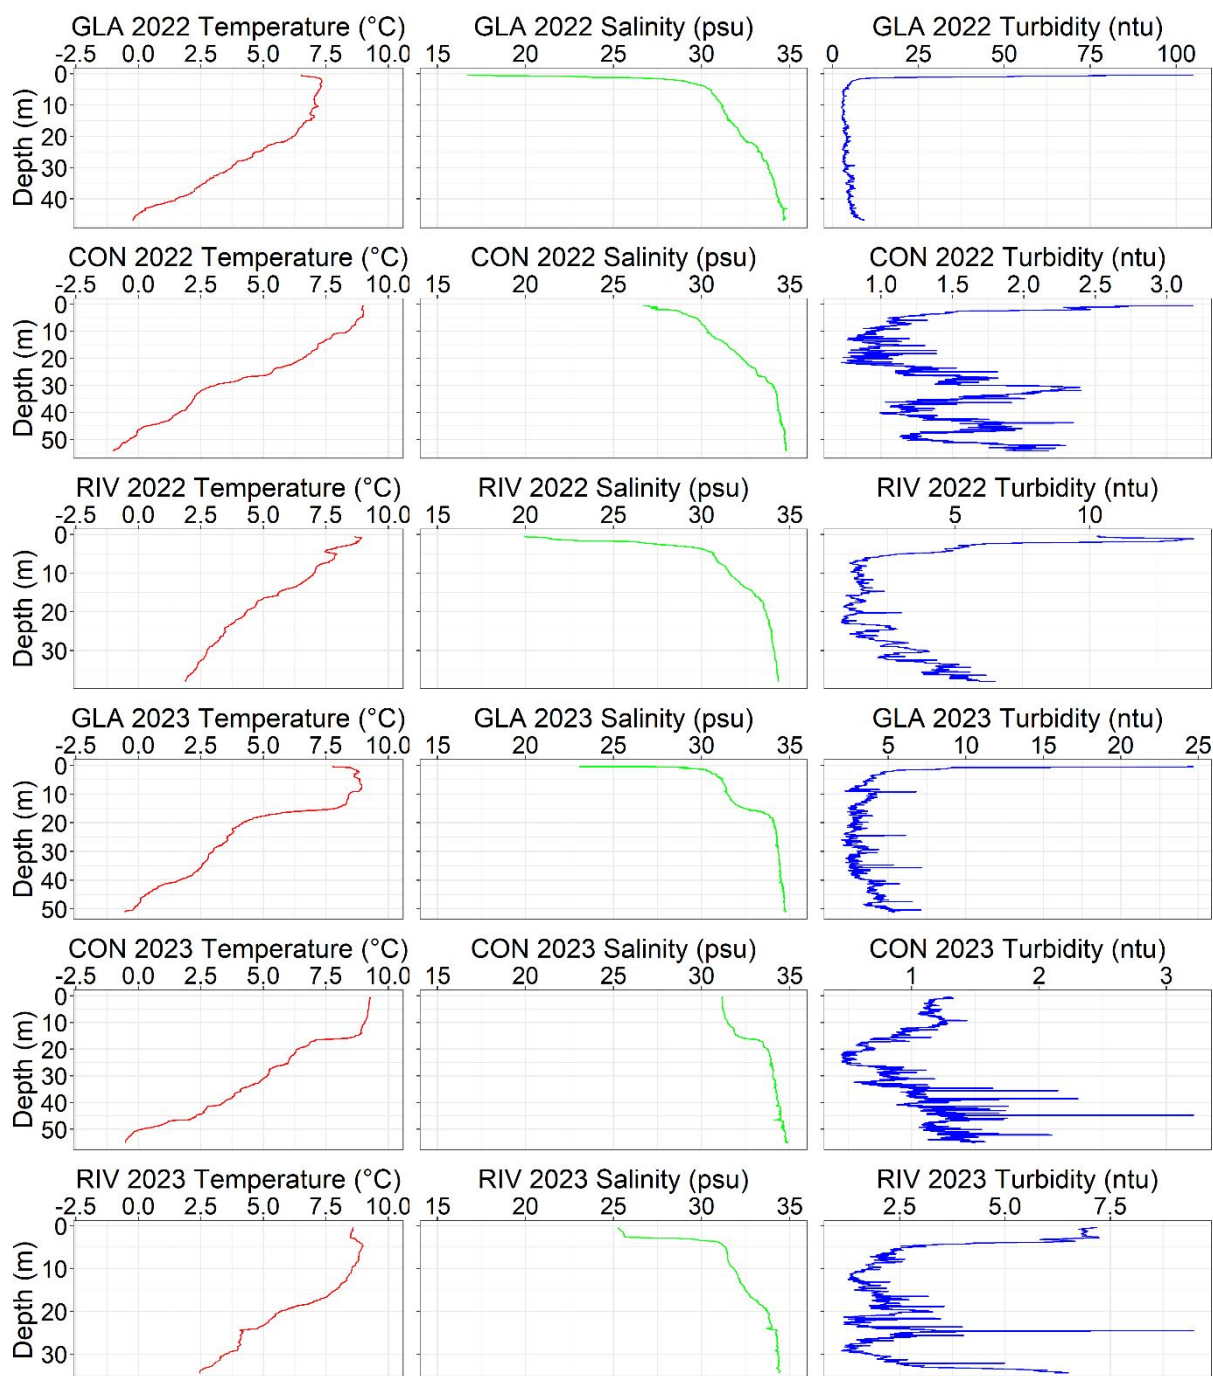 GLA 2022 Temperature (°C) GLA 2022 Salinity (psu) GLA 2022 Turbidity (ntu)
-2.5 0.0 2.5 5.0 7.5 10.0 15 20 25 30 35 0 25 50 75 100
Depth (m)
0
10
20
30
40
CON 2022 Temperature (°C) CON 2022 Salinity (psu) CON 2022 Turbidity (ntu)
-2.5 0.0 2.5 5.0 7.5 10.0 15 20 25 30 35 1.0 1.5 2.0 2.5 3.0
Depth (m)
0
10
20
30
40
50
RIV 2022 Temperature (°C) RIV 2022 Salinity (psu) RIV 2022 Turbidity (ntu)
-2.5 0.0 2.5 5.0 7.5 10.0 15 20 25 30 35 5 10
Depth (m)
0
10
20
30
GLA 2023 Temperature (°C) GLA 2023 Salinity (psu) GLA 2023 Turbidity (ntu)
-2.5 0.0 2.5 5.0 7.5 10.0 15 20 25 30 35 5 10 15 20 25
Depth (m)
0
10
20
30
40
50
CON 2023 Temperature (°C) CON 2023 Salinity (psu) CON 2023 Turbidity (ntu)
-2.5 0.0 2.5 5.0 7.5 10.0 15 20 25 30 35 1 2 3
Depth (m)
0
10
20
30
40
50
RIV 2023 Temperature (°C) RIV 2023 Salinity (psu) RIV 2023 Turbidity (ntu)
-2.5 0.0 2.5 5.0 7.5 10.0 15 20 25 30 35 2.5 5.0 7.5
Depth (m)
0
10
20
30